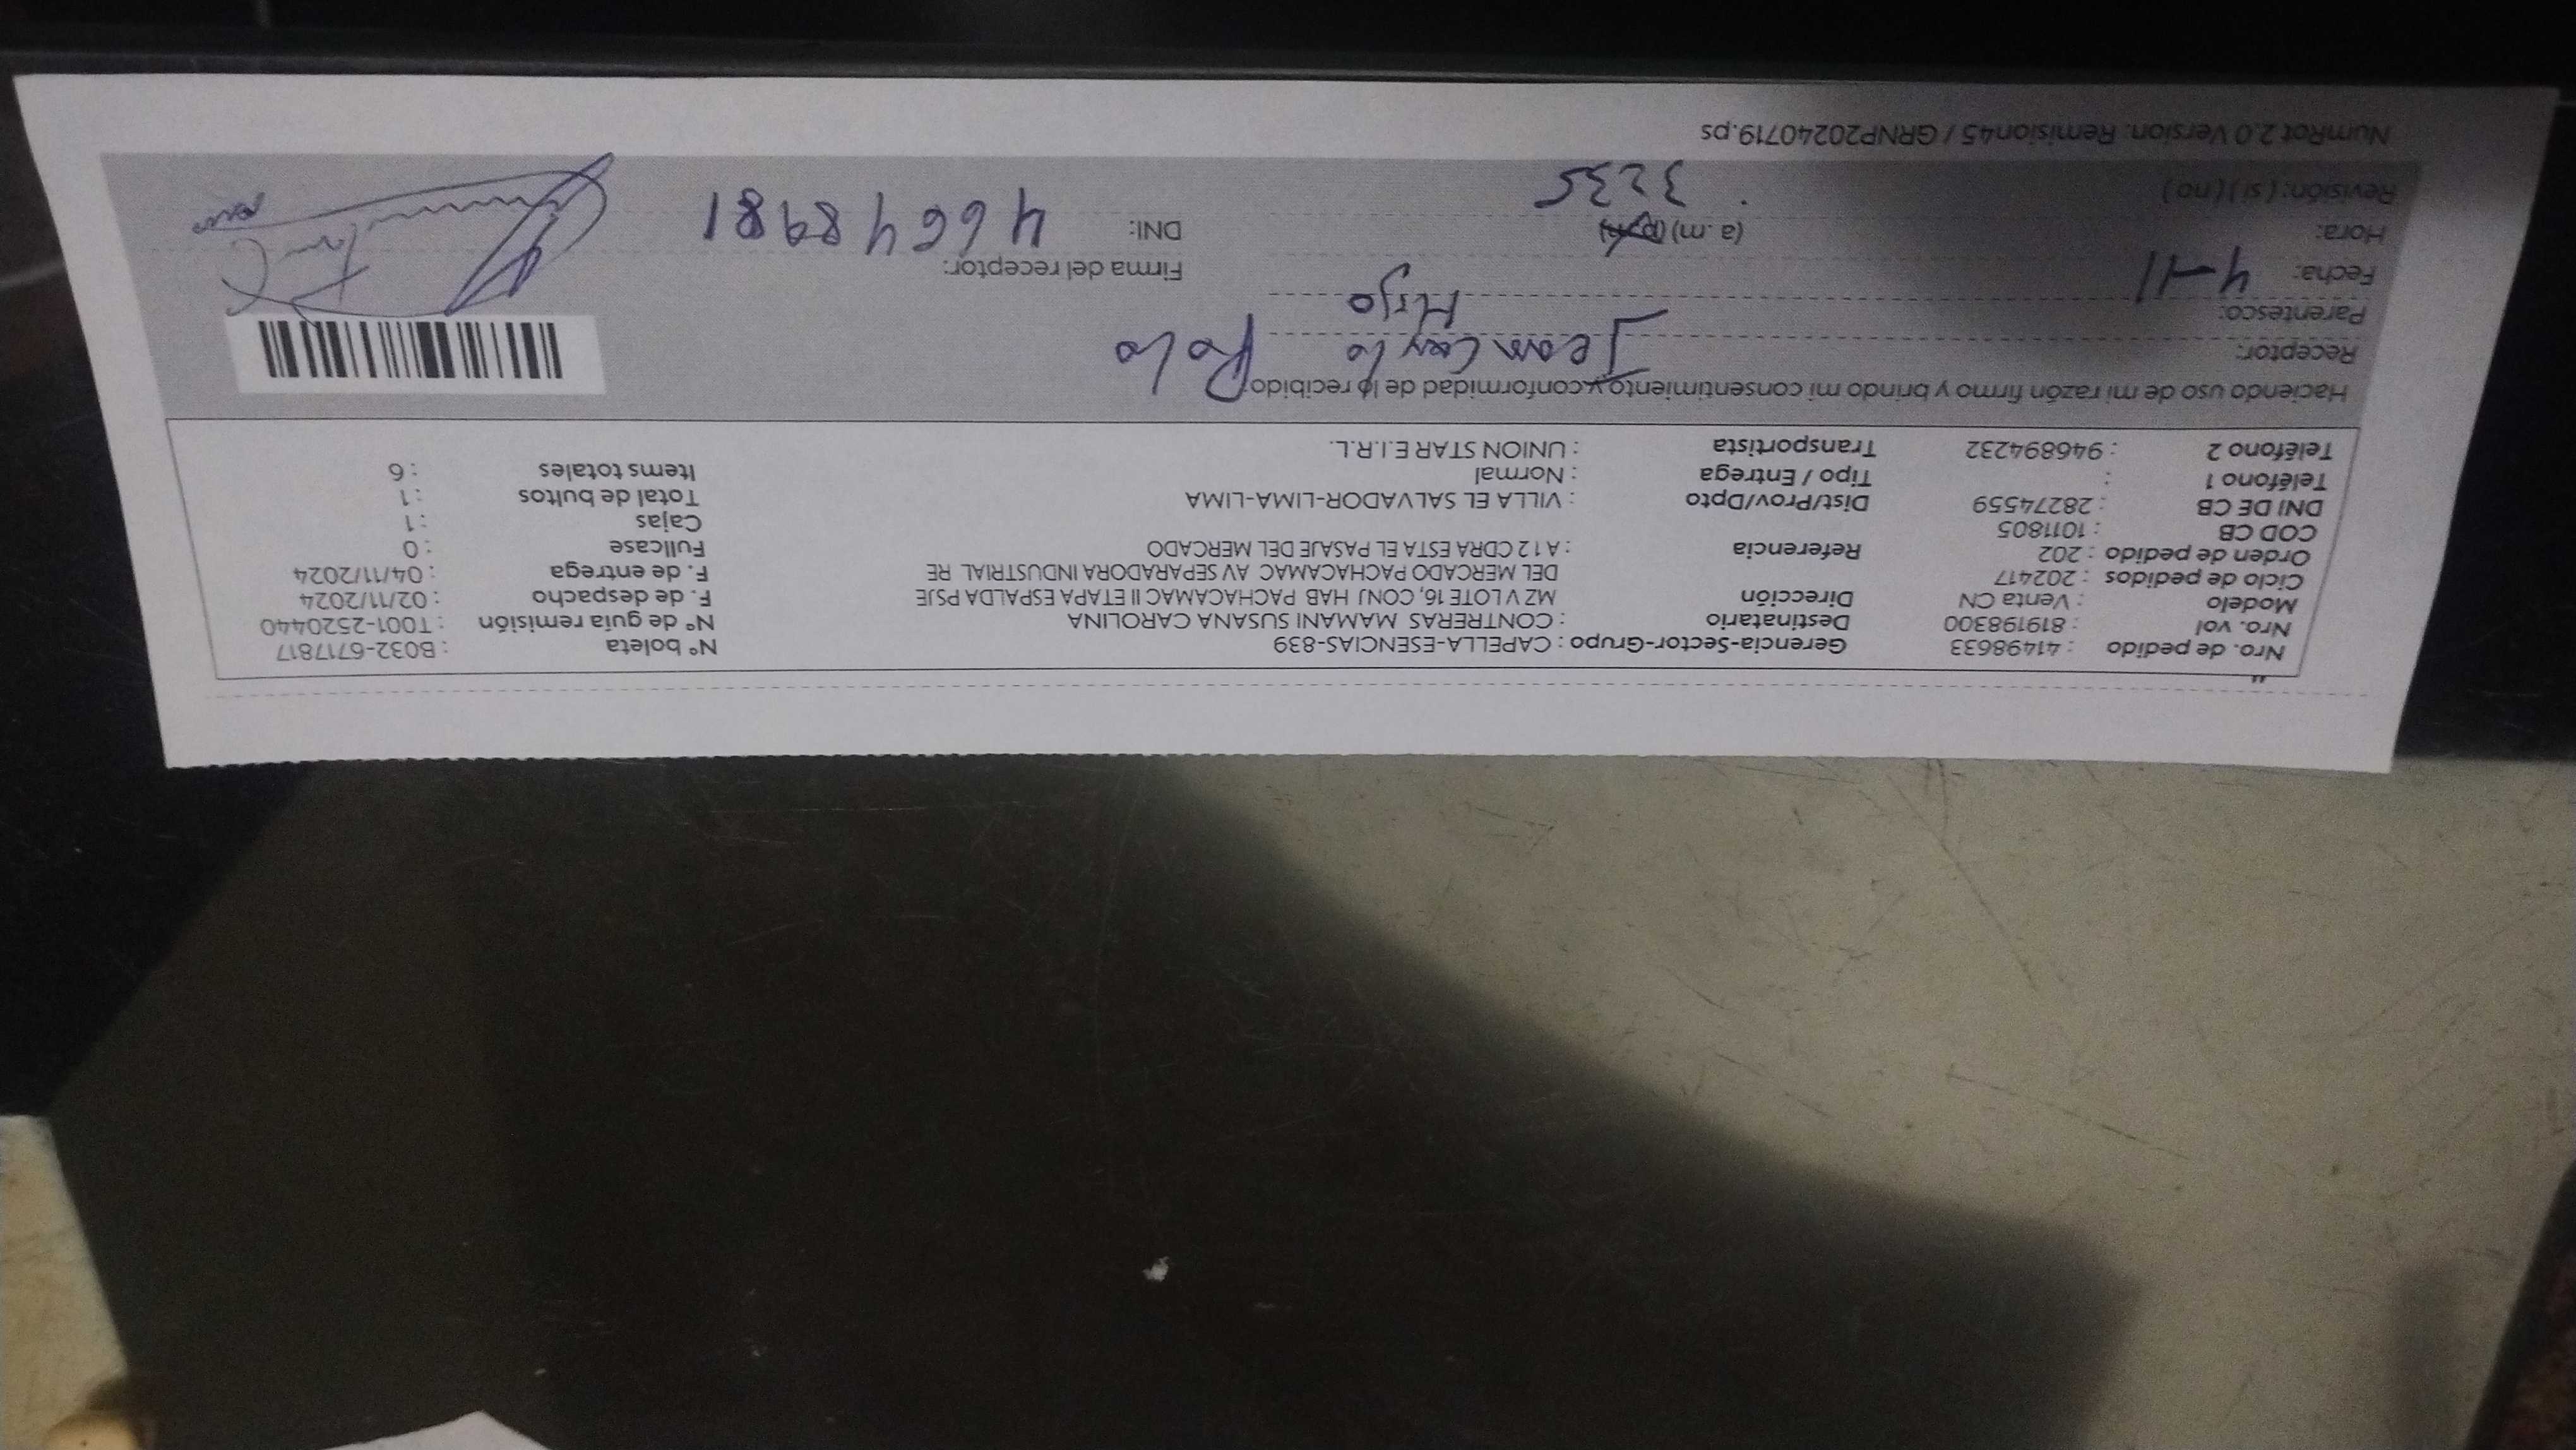 Nro. de pedido : 41498633 Gerencia-Sector-Grupo : CAPELLA-ESENCIAS-839 N° boleta : B032-6717817
Nro. vol : 819198300 Destinatario : CONTRERAS MAMANI SUSANA CAROLINA N° de guía remisión : T001-2520440
Modelo : Venta CN Dirección MZ V LOTE 16, CONJ HAB PACHACAMAC II ETAPA ESPALDA PSJE F. de despacho : 02/11/2024
Ciclo de pedidos : 202417 DEL MERCADO PACHACAMAC AV SEPARADORA INDUSTRIAL RE F. de entrega : 04/11/2024
Orden de pedido : 202 Referencia : A 1 2 CDRA ESTA EL PASAJE DEL MERCADO Fullcase : 0
COD CB : 1011805 Cajas : 1
DNI DE CB : 28274559 Dist/Prov/Dpto : VILLA EL SALVADOR-LIMA-LIMA Total de bultos : 1
Teléfono 1 : Tipo / Entrega : Normal Items totales : 6
Teléfono 2 : 946894232 Transportista : UNION STAR E.I.R.L.
Haciendo uso de mi razón firmo y brindo mi consentimiento y conformidad de lo recibido
Receptor: Jean Carlo Polo
Parentesco: Hijo
Fecha: 4-11 Firma del receptor:
Hora: (a.m) (p.m) DNI: 46648981
Revisión: ( si ) ( no ) 3235
NumRot 2.0 Version: Remision45 / GRNP20240719.ps